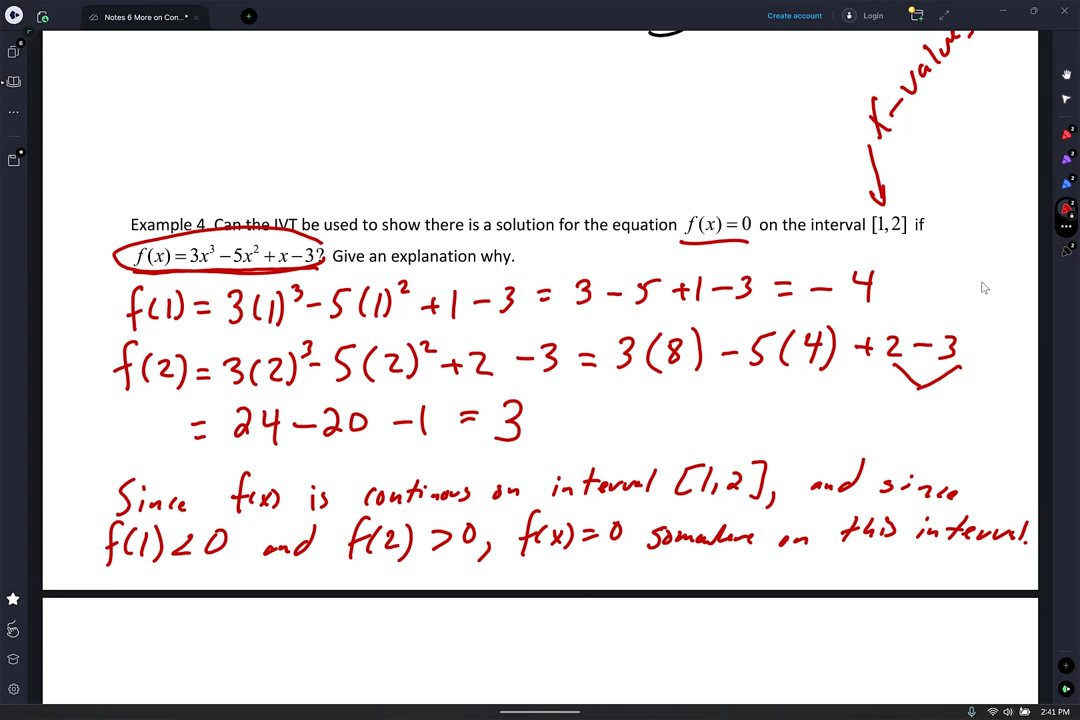 Notes 6 More on Con...*
Create account
Login
x-values
Example 4. Can the IVT be used to show there is a solution for the equation f(x) = 0 on the interval [1,2] if
f(x) = 3x³ − 5x² + x − 3? Give an explanation why.
f(1) = 3(1)³ − 5(1)² + 1 − 3 = 3 − 5 + 1 − 3 = − 4
f(2) = 3(2)³ − 5(2)² + 2 − 3 = 3(8) − 5(4) + 2 − 3
= 24 − 20 − 1 = 3
Since f(x) is continous on interval [1,2], and since
f(1) < 0 and f(2) > 0, f(x) = 0 somewhere on this interval.
2:41 PM